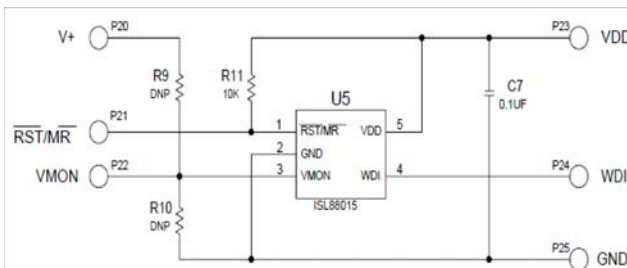 P20
V+
P23
VDD
R9
DNP
R11
10K
U5
C7
0.1UF
P21
RST/MR
1
RST/MR
VDD
5
2
GND
P22
VMON
3
VMON
WDI
4
P24
WDI
ISL88015
R10
DNP
P25
GND